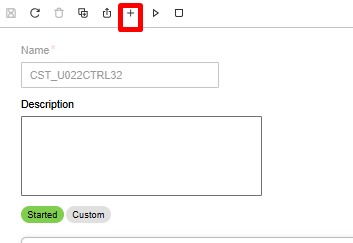 Name *
CST_U022CTRL32
Description
Started Custom